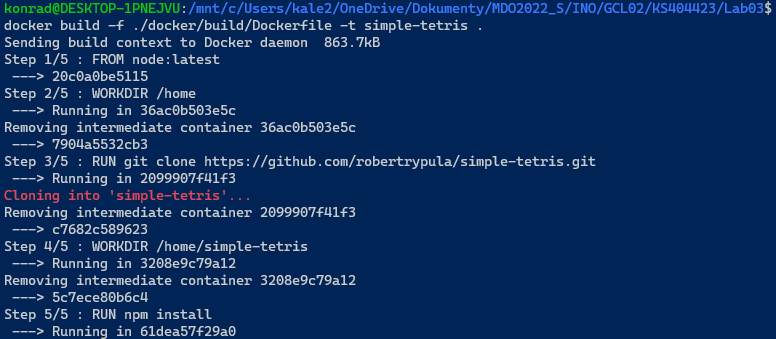 konrad@DESKTOP-1PNEJVU:/mnt/c/Users/kale2/OneDrive/Dokumenty/MDO2022_S/INO/GCL02/KS404423/Lab03$
docker build -f ./docker/build/Dockerfile -t simple-tetris .
Sending build context to Docker daemon  863.7kB
Step 1/5 : FROM node:latest
 ---> 20c0a0be5115
Step 2/5 : WORKDIR /home
 ---> Running in 36ac0b503e5c
Removing intermediate container 36ac0b503e5c
 ---> 7904a5532cb3
Step 3/5 : RUN git clone https://github.com/robertrypula/simple-tetris.git
 ---> Running in 2099907f41f3
Cloning into 'simple-tetris'...
Removing intermediate container 2099907f41f3
 ---> c7682c589623
Step 4/5 : WORKDIR /home/simple-tetris
 ---> Running in 3208e9c79a12
Removing intermediate container 3208e9c79a12
 ---> 5c7ece80b6c4
Step 5/5 : RUN npm install
 ---> Running in 61dea57f29a0